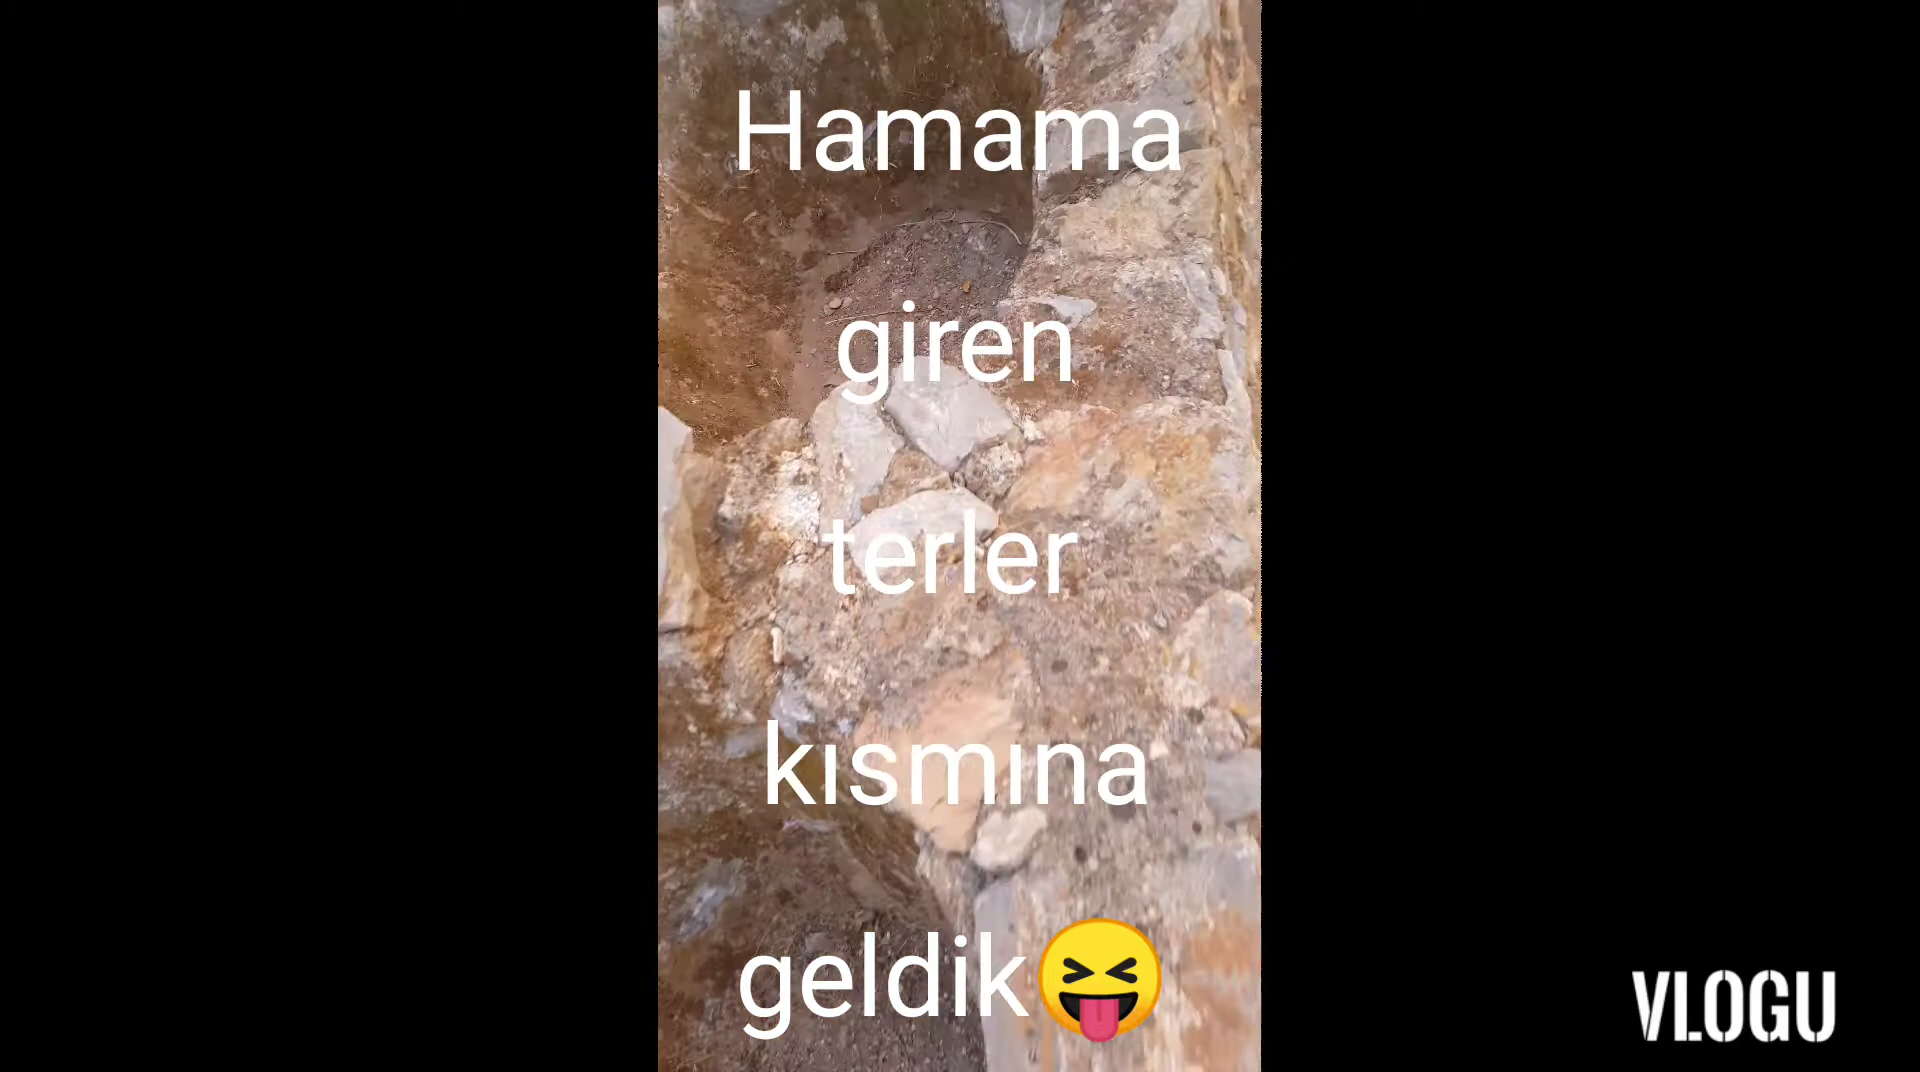 Hamama
giren
terler
kısmına
geldik😝
VLOGU